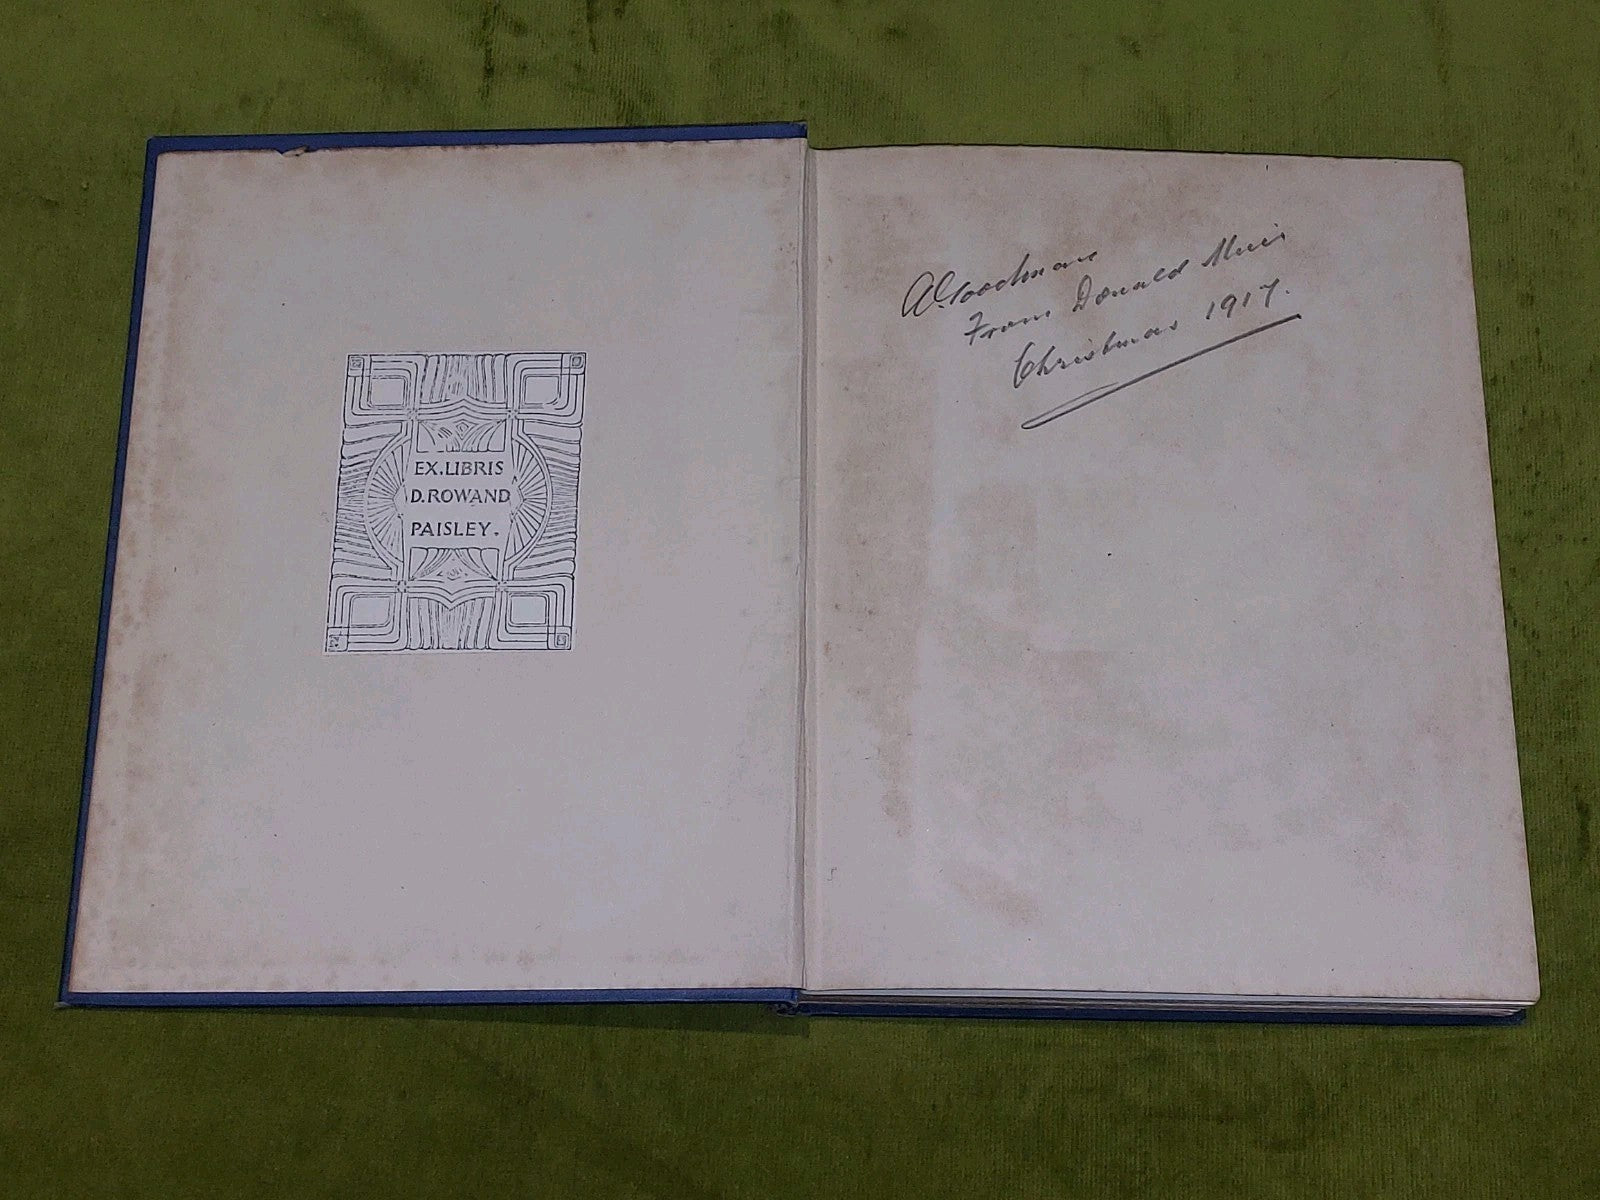 EX.LIBRIS
D.ROWAND
PAISLEY.
A Goodman
From Donald Muir
Christmas 1917.